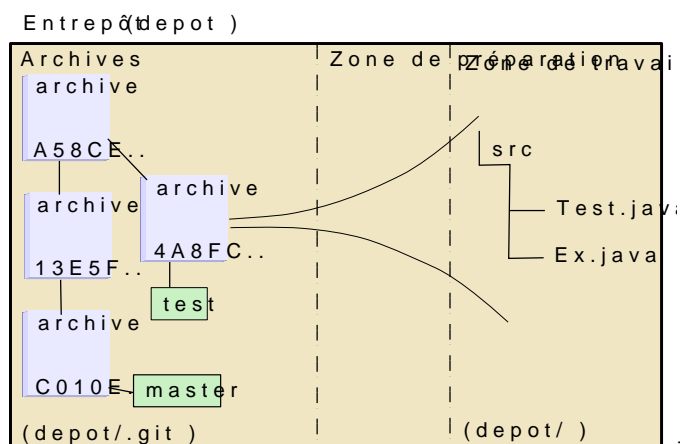 Entrepôt (depot )
Archives
Zone de préparation
Zone de travail
archive
A58CE..
archive
4A8FC..
archive
13E5F..
test
archive
C010E
master
src
Test.java
Ex.java
(depot/.git )
(depot/ )